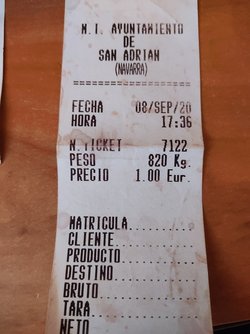 M.I. AYUNTAMIENTO
DE
SAN ADRIAN
(NAVARRA)
==================
FECHA 08/SEP/20
HORA 17:36
N.TICKET 7122
PESO 820 Kg.
PRECIO 1.00 Eur.
MATRICULA..........
CLIENTE............
PRODUCTO...........
DESTINO............
BRUTO..............
TARA...............
NETO